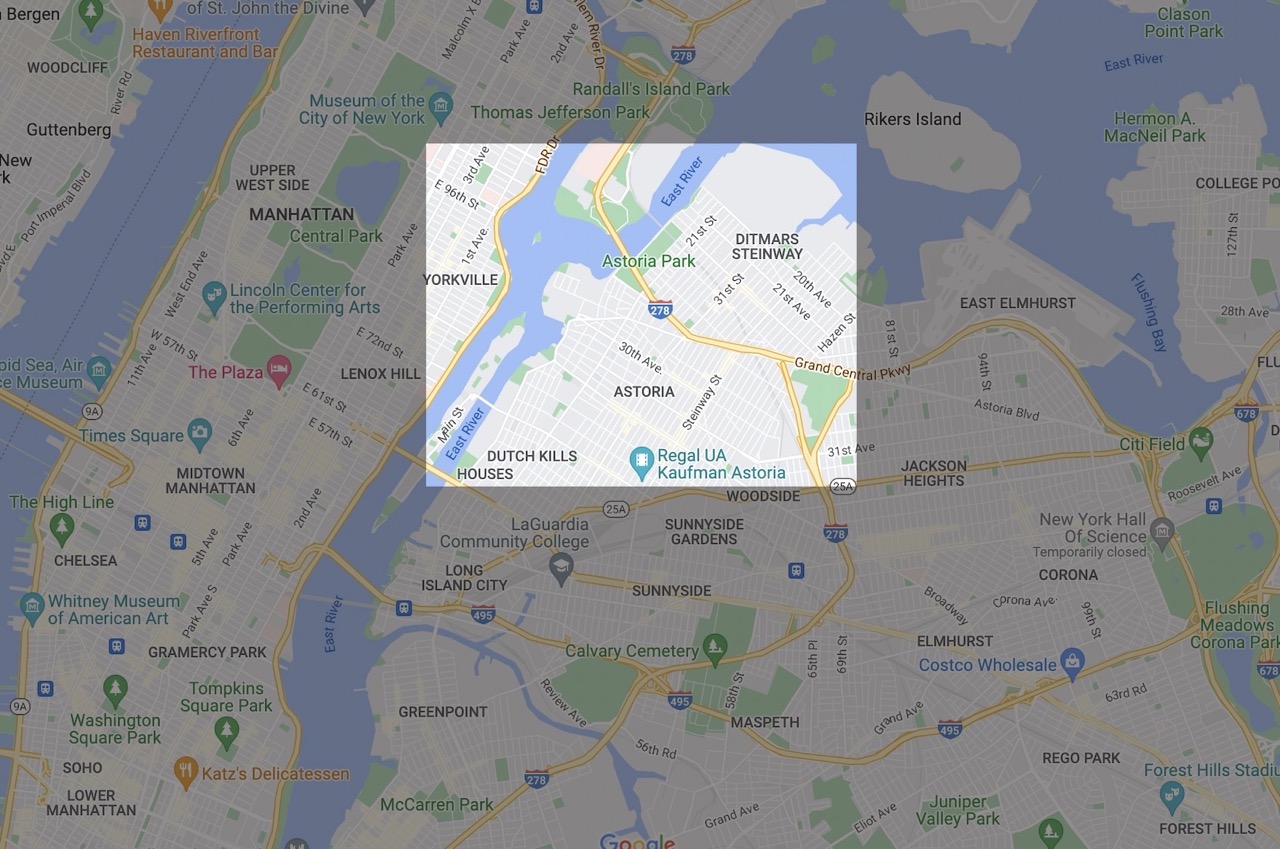 Bergen
of St. John the Divine
Malcolm X B
Park Ave
2nd Ave
lem River Dr
278
Clason
Point Park
Haven Riverfront
Restaurant and Bar
WOODCLIFF
River Rd
East River
Randall's Island Park
Museum of the
City of New York
Thomas Jefferson Park
Rikers Island
Hermon A.
MacNeil Park
Guttenberg
New
rk
Port Imperial Blvd
UPPER
WEST SIDE
FDR Dr
3rd Ave
E 96th St
East River
COLLEGE PO
MANHATTAN
Central Park
Park Ave
1st Ave
21st St
DITMARS
STEINWAY
127th St
Astoria Park
YORKVILLE
West End Ave
Lincoln Center for
the Performing Arts
31st St
20th Ave
21st Ave
Hazen St
EAST ELMHURST
Flushing Bay
28th Ave
278
W 57th St
E 72nd St
11th Ave
pid Sea, Air
ce Museum
The Plaza
LENOX HILL
30th Ave
81st St
Grand Central Pkwy
94th St
E 61st St
ASTORIA
Steinway St
9A
6th Ave
E 57th St
Main St
East River
Astoria Blvd
678
Times Square
Citi Field
31st Ave
DUTCH KILLS
HOUSES
Regal UA
Kaufman Astoria
MIDTOWN
MANHATTAN
JACKSON
HEIGHTS
Roosevelt Ave
25A
WOODSIDE
The High Line
2nd Ave
25A
LaGuardia
Community College
SUNNYSIDE
GARDENS
278
New York Hall
Of Science
Temporarily closed
CHELSEA
5th Ave
Park Ave
LONG
ISLAND CITY
SUNNYSIDE
CORONA
Whitney Museum
of American Art
Park Ave S
East River
495
Broadway
Corona Ave
99th St
Flushing
Meadows
Corona Park
GRAMERCY PARK
Calvary Cemetery
65th Pl
69th St
ELMHURST
Costco Wholesale
678
Tompkins
Square Park
9A
Washington
Square Park
Review Ave
495
58th St
63rd Rd
GREENPOINT
MASPETH
Grand Ave
495
56th Rd
REGO PARK
SOHO
Katz's Delicatessen
278
Forest Hills Stadiu
LOWER
MANHATTAN
McCarren Park
Grand Ave
Eliot Ave
Juniper
Valley Park
FOREST HILLS
Google